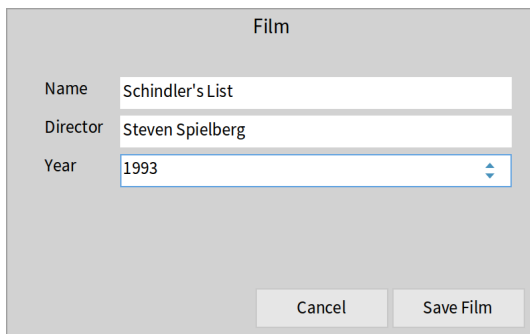 Film
Name Schindler's List
Director Steven Spielberg
Year 1993
Cancel Save Film